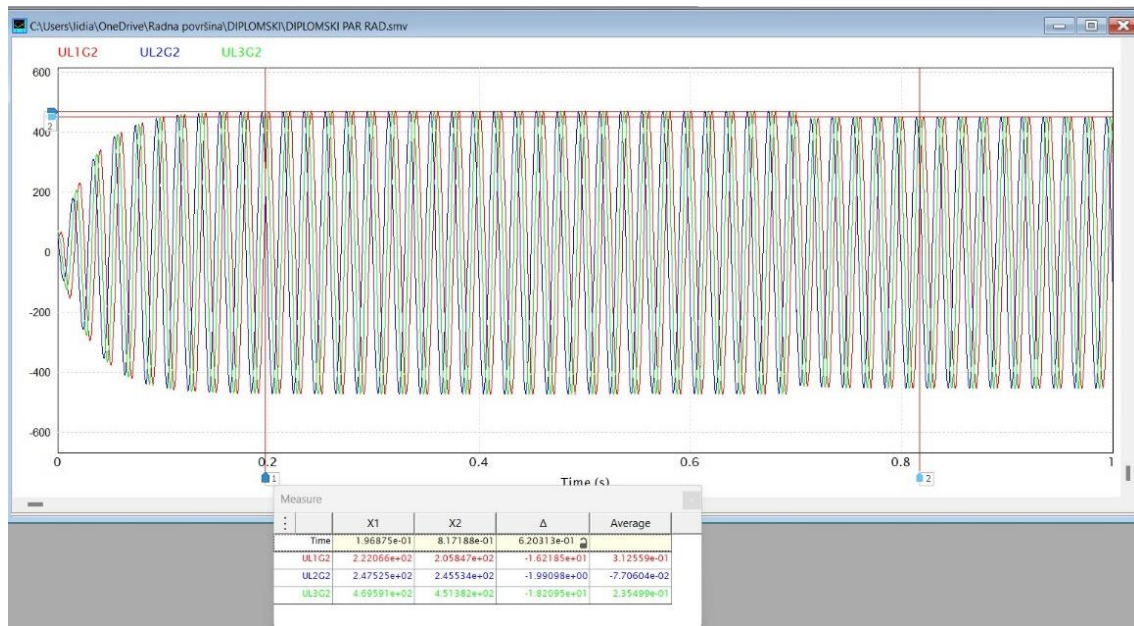 C:\Users\lidia\OneDrive\Radna površina\DIPLOMSKI\DIPLOMSKI PAR RAD.smv
UL1G2 UL2G2 UL3G2
600
400
2
200
0
-200
-400
-600
0 0.2 0.4 0.6 0.8 1
1 Time (s) 2
Measure
X1 X2 Δ Average
Time 1.96875e-01 8.17188e-01 6.20313e-01
UL1G2 2.22066e+02 2.05847e+02 -1.62185e+01 3.12559e-01
UL2G2 2.47525e+02 2.45534e+02 -1.99098e+00 -7.70604e-02
UL3G2 4.69591e+02 4.51382e+02 -1.82095e+01 2.35499e-01